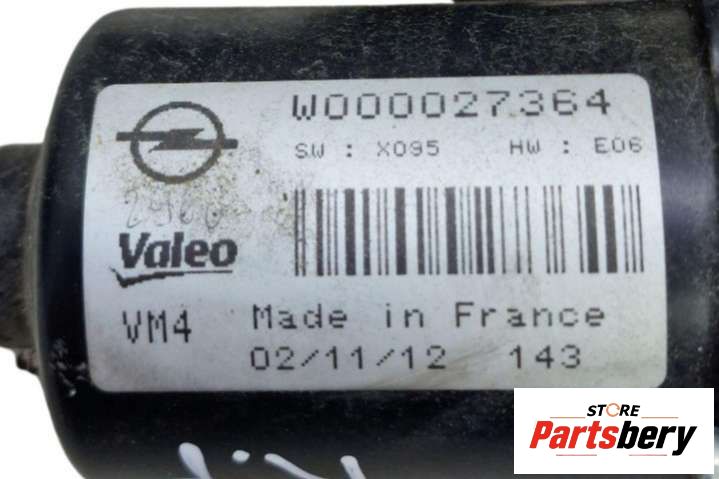 W000027364
SW : X095 HW : E06
Valeo
VM4 Made in France
02/11/12 143
STORE
Partsbery